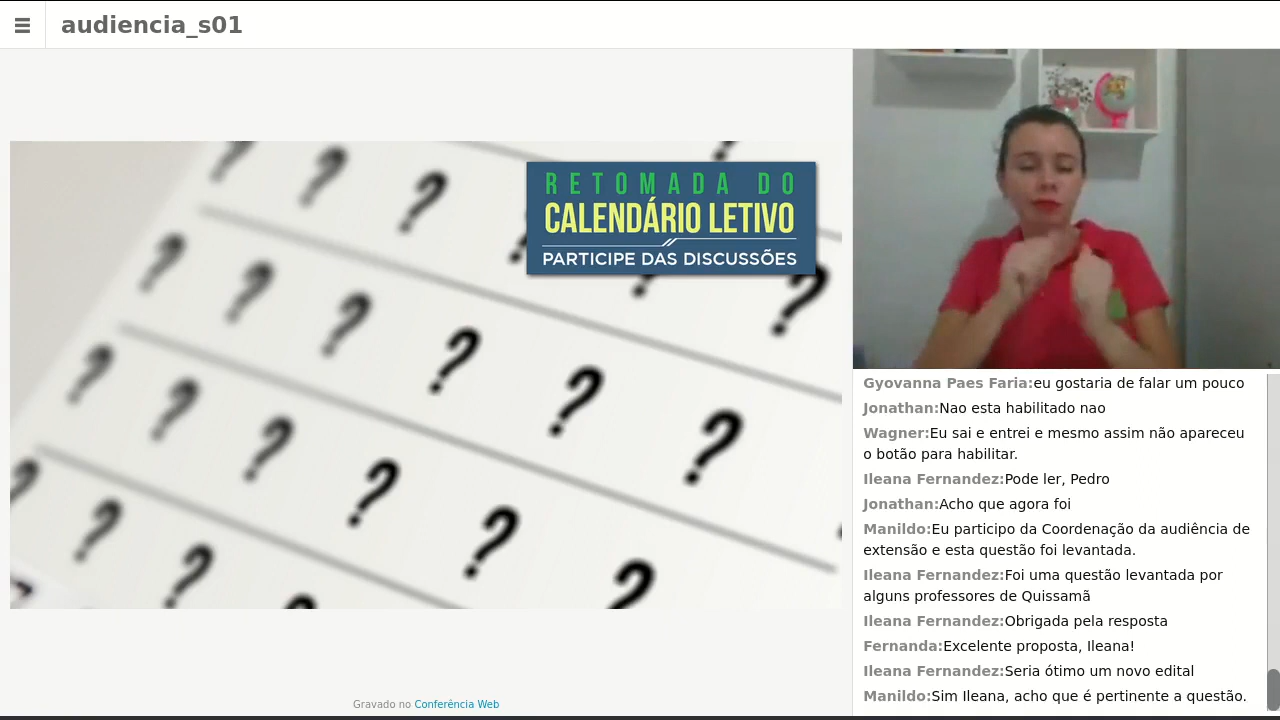 audiencia_s01
RETOMADA DO
CALENDÁRIO LETIVO
PARTICIPE DAS DISCUSSÕES
Gyovanna Paes Faria:eu gostaria de falar um pouco
Jonathan:Nao esta habilitado nao
Wagner:Eu sai e entrei e mesmo assim não apareceu
o botão para habilitar.
Ileana Fernandez:Pode ler, Pedro
Jonathan:Acho que agora foi
Manildo:Eu participo da Coordenação da audiência de
extensão e esta questão foi levantada.
Ileana Fernandez:Foi uma questão levantada por
alguns professores de Quissamã
Ileana Fernandez:Obrigada pela resposta
Fernanda:Excelente proposta, Ileana!
Ileana Fernandez:Seria ótimo um novo edital
Manildo:Sim Ileana, acho que é pertinente a questão.
Gravado no Conferência Web